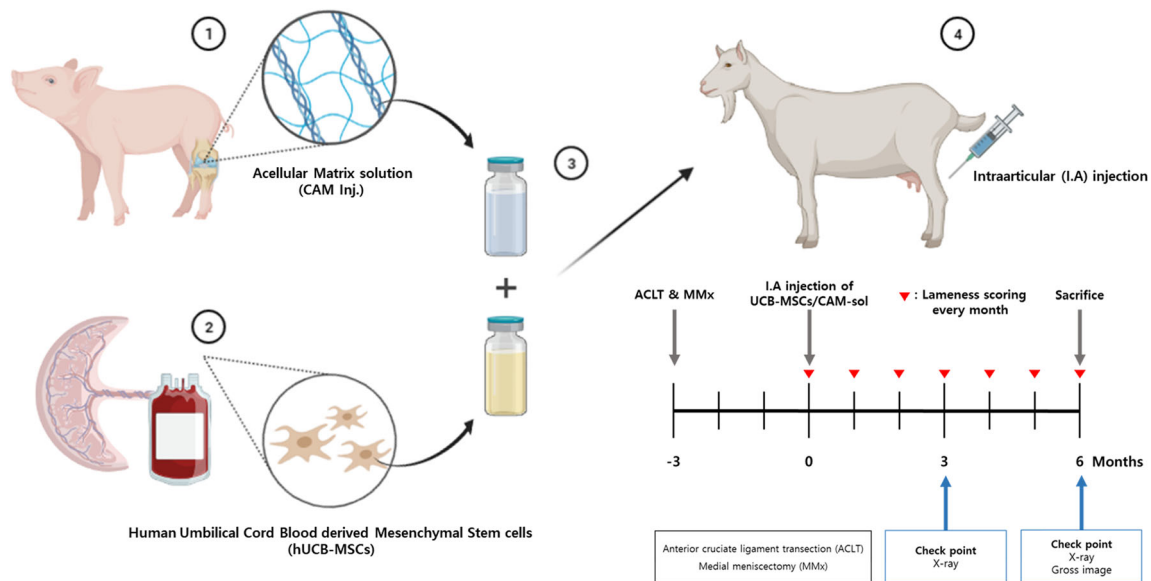 1
Acellular Matrix solution
(CAM Inj.)
2
Human Umbilical Cord Blood derived Mesenchymal Stem cells
(hUCB-MSCs)
3
+
4
Intraarticular (I.A) injection
ACLT & MMx
I.A injection of
UCB-MSCs/CAM-sol
▼ : Lameness scoring
every month
Sacrifice
-3 0 3 6 Months
Anterior cruciate ligament transection (ACLT)
Medial meniscectomy (MMx)
Check point
X-ray
Check point
X-ray
Gross image